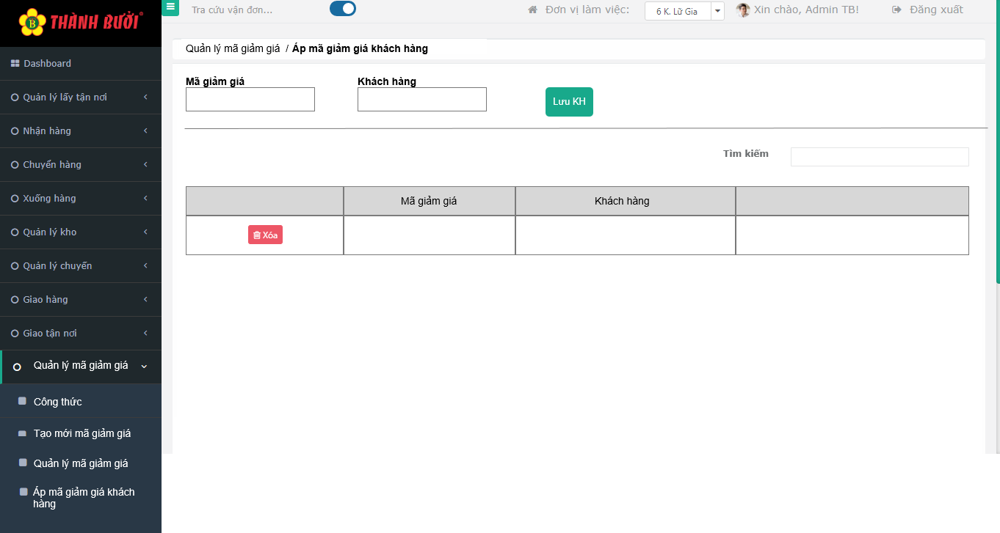 THÀNH BƯỞI®
Tra cứu vận đơn...
Đơn vị làm việc:
6 K. Lữ Gia
Xin chào, Admin TB!
Đăng xuất
Dashboard
Quản lý lấy tận nơi
Nhận hàng
Chuyển hàng
Xuống hàng
Quản lý kho
Quản lý chuyến
Giao hàng
Giao tận nơi
Quản lý mã giảm giá
Công thức
Tạo mới mã giảm giá
Quản lý mã giảm giá
Áp mã giảm giá khách
hàng
Quản lý mã giảm giá / Áp mã giảm giá khách hàng
Mã giảm giá
Khách hàng
Lưu KH
Tìm kiếm
Mã giảm giá
Khách hàng
Xóa